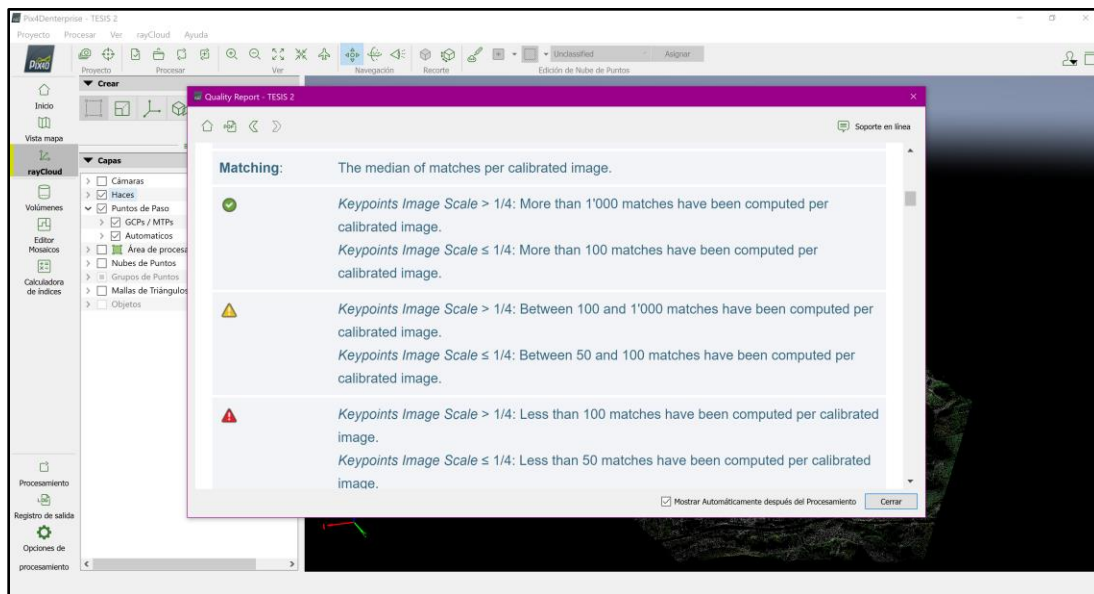 Pix4Denterprise - TESIS 2
Proyecto Procesar Ver rayCloud Ayuda
PIX4D
Unclassified Asignar
Proyecto Procesar Ver Navegación Recorte Edición de Nube de Puntos
Inicio
Vista mapa
rayCloud
Volúmenes
Editor
Mosaicos
Calculadora
de índices
Procesamiento
Registro de salida
Opciones de
procesamiento
Crear
Capas
Cámaras
Haces
Puntos de Paso
GCPs / MTPs
Automaticos
Área de procesa
Nubes de Puntos
Grupos de Puntos
Mallas de Triángulos
Objetos
Quality Report - TESIS 2
Soporte en línea
Matching: The median of matches per calibrated image.
Keypoints Image Scale > 1/4: More than 1'000 matches have been computed per
calibrated image.
Keypoints Image Scale ≤ 1/4: More than 100 matches have been computed per
calibrated image.
Keypoints Image Scale > 1/4: Between 100 and 1'000 matches have been computed per
calibrated image.
Keypoints Image Scale ≤ 1/4: Between 50 and 100 matches have been computed per
calibrated image.
Keypoints Image Scale > 1/4: Less than 100 matches have been computed per calibrated
image.
Keypoints Image Scale ≤ 1/4: Less than 50 matches have been computed per calibrated
image.
Mostrar Automáticamente después del Procesamiento Cerrar